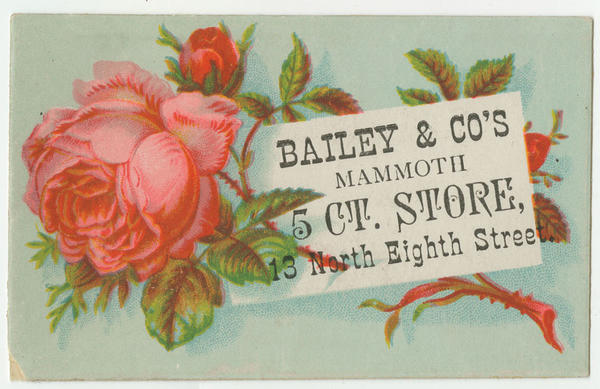 BAILEY & CO'S
MAMMOTH
5 CT. STORE,
13 North Eighth Street.